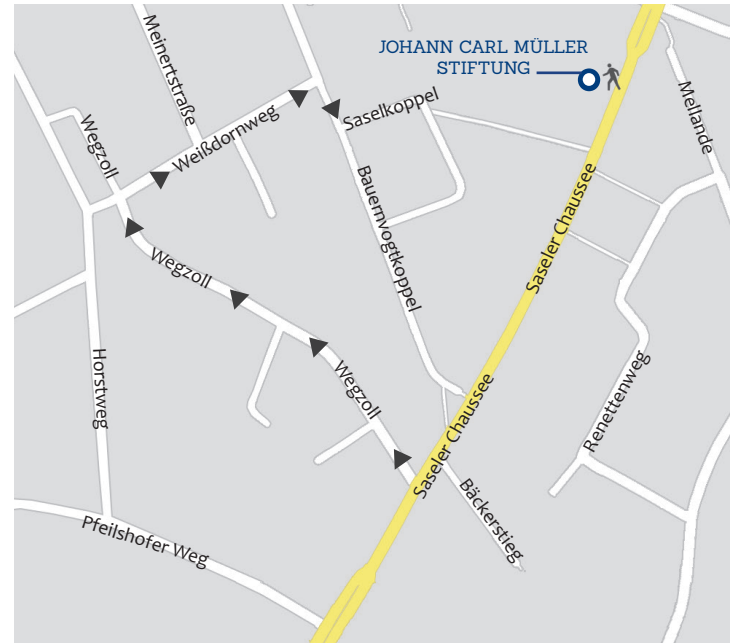 JOHANN CARL MÜLLER
STIFTUNG
Meinertstraße
Wegzoll
Weißdornweg
Saselkoppel
Mellande
Bauernvogtkoppel
Saseler Chaussee
Wegzoll
Horstweg
Wegzoll
Renettenweg
Saseler Chaussee
Bäckerstieg
Pfeilshofer Weg